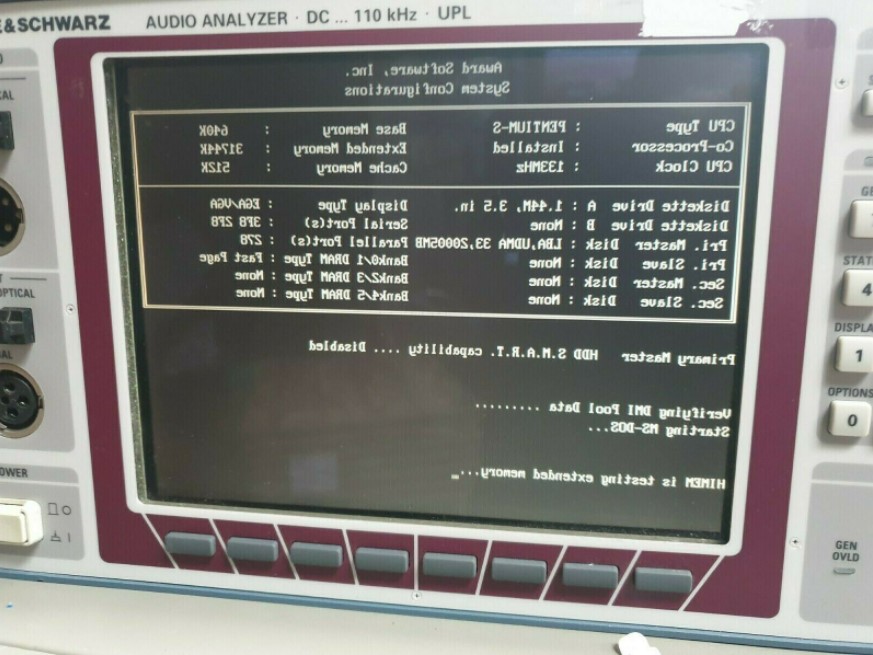 E&SCHWARZ AUDIO ANALYZER · DC ... 110 kHz · UPL
Award Software, Inc.
System Configurations
CPU Type : PENTIUM-S Base Memory : 640K
Co-Processor : Installed Extended Memory : 31744K
CPU Clock : 133MHz Cache Memory : 512K
Diskette Drive A : 1.44M, 3.5 in. Display Type : EGA/VGA
Diskette Drive B : None Serial Port(s) : 3F8 2F8
Pri. Master Disk : LBA,UDMA 33,20005MB Parallel Port(s) : 278
Pri. Slave Disk : None Bank0/1 DRAM Type : Fast Page
Sec. Master Disk : None Bank2/3 DRAM Type : None
Sec. Slave Disk : None Bank4/5 DRAM Type : None
Primary Master HDD S.M.A.R.T. capability .... Disabled
Verifying DMI Pool Data ........
Starting MS-DOS...
HIMEM is testing extended memory..._
OPTICAL
OWER
GE
STAT
4
DISPLA
1
OPTIONS
0
GEN
OVLD